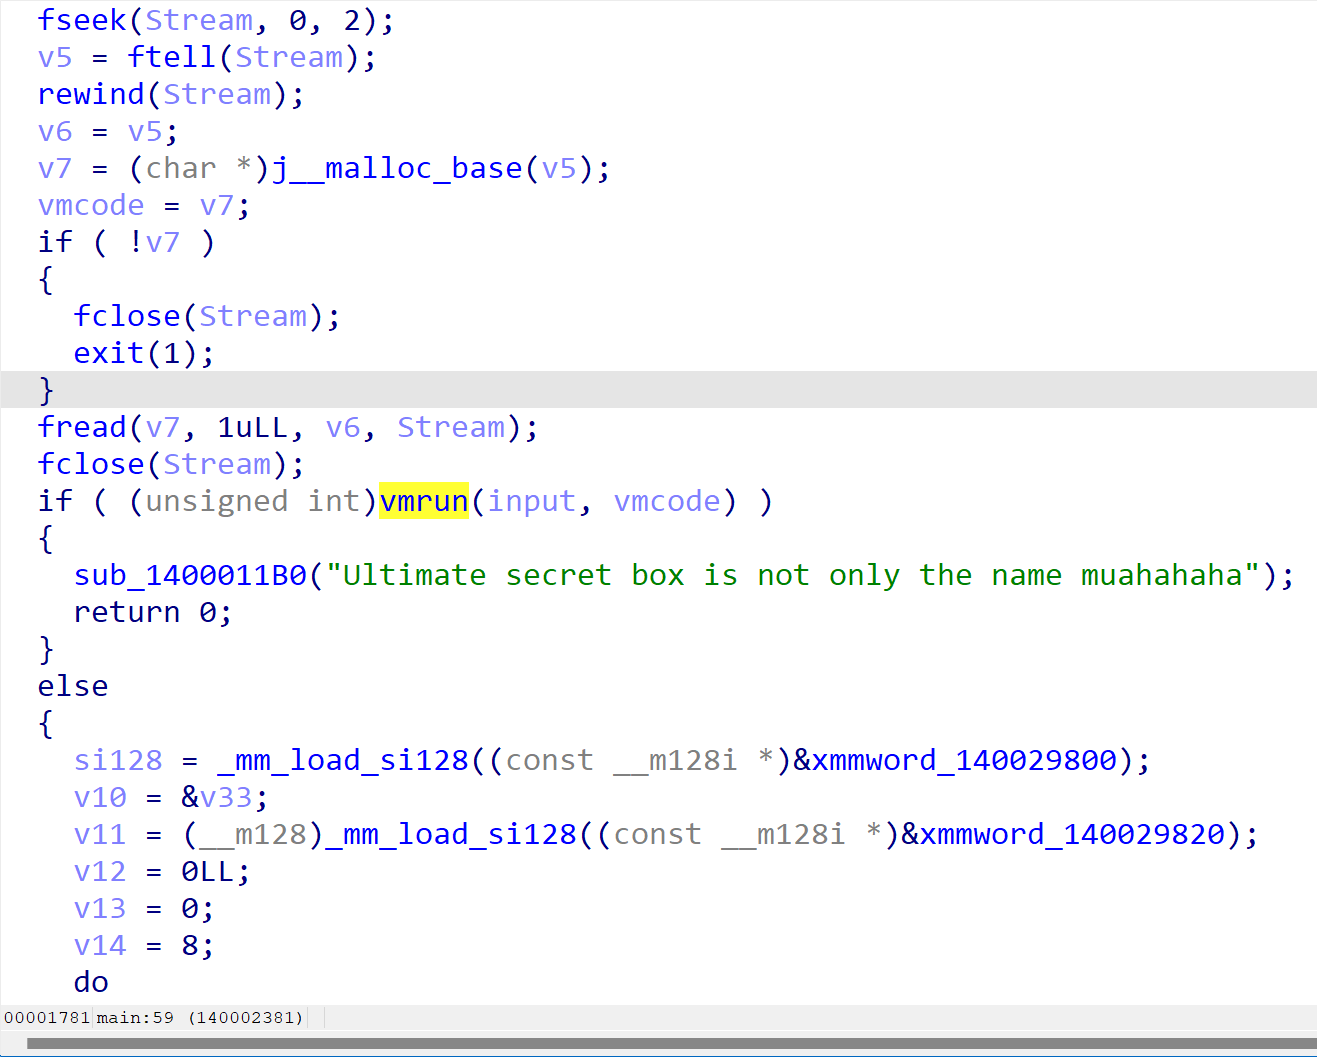 fseek(Stream, 0, 2);
v5 = ftell(Stream);
rewind(Stream);
v6 = v5;
v7 = (char *)j__malloc_base(v5);
vmcode = v7;
if ( !v7 )
{
fclose(Stream);
exit(1);
}
fread(v7, 1uLL, v6, Stream);
fclose(Stream);
if ( (unsigned int)vmrun(input, vmcode) )
{
sub_1400011B0("Ultimate secret box is not only the name muahahaha");
return 0;
}
else
{
si128 = _mm_load_si128((const __m128i *)&xmmword_140029800);
v10 = &v33;
v11 = (__m128)_mm_load_si128((const __m128i *)&xmmword_140029820);
v12 = 0LL;
v13 = 0;
v14 = 8;
do
00001781 main:59 (140002381)